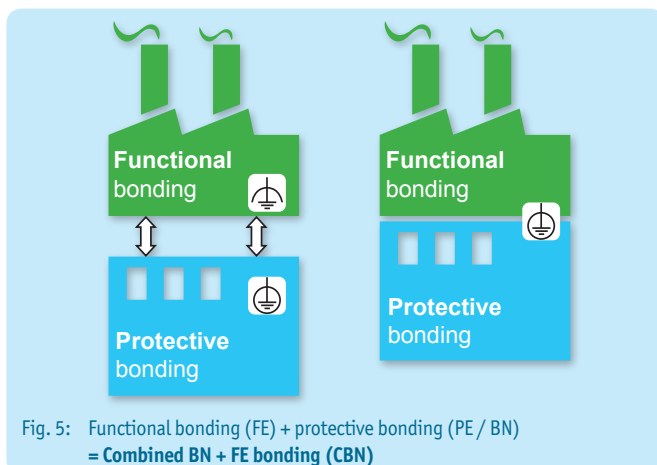 Functional
bonding
Protective
bonding
Functional
bonding
Protective
bonding
Fig. 5: Functional bonding (FE) + protective bonding (PE / BN)
= Combined BN + FE bonding (CBN)